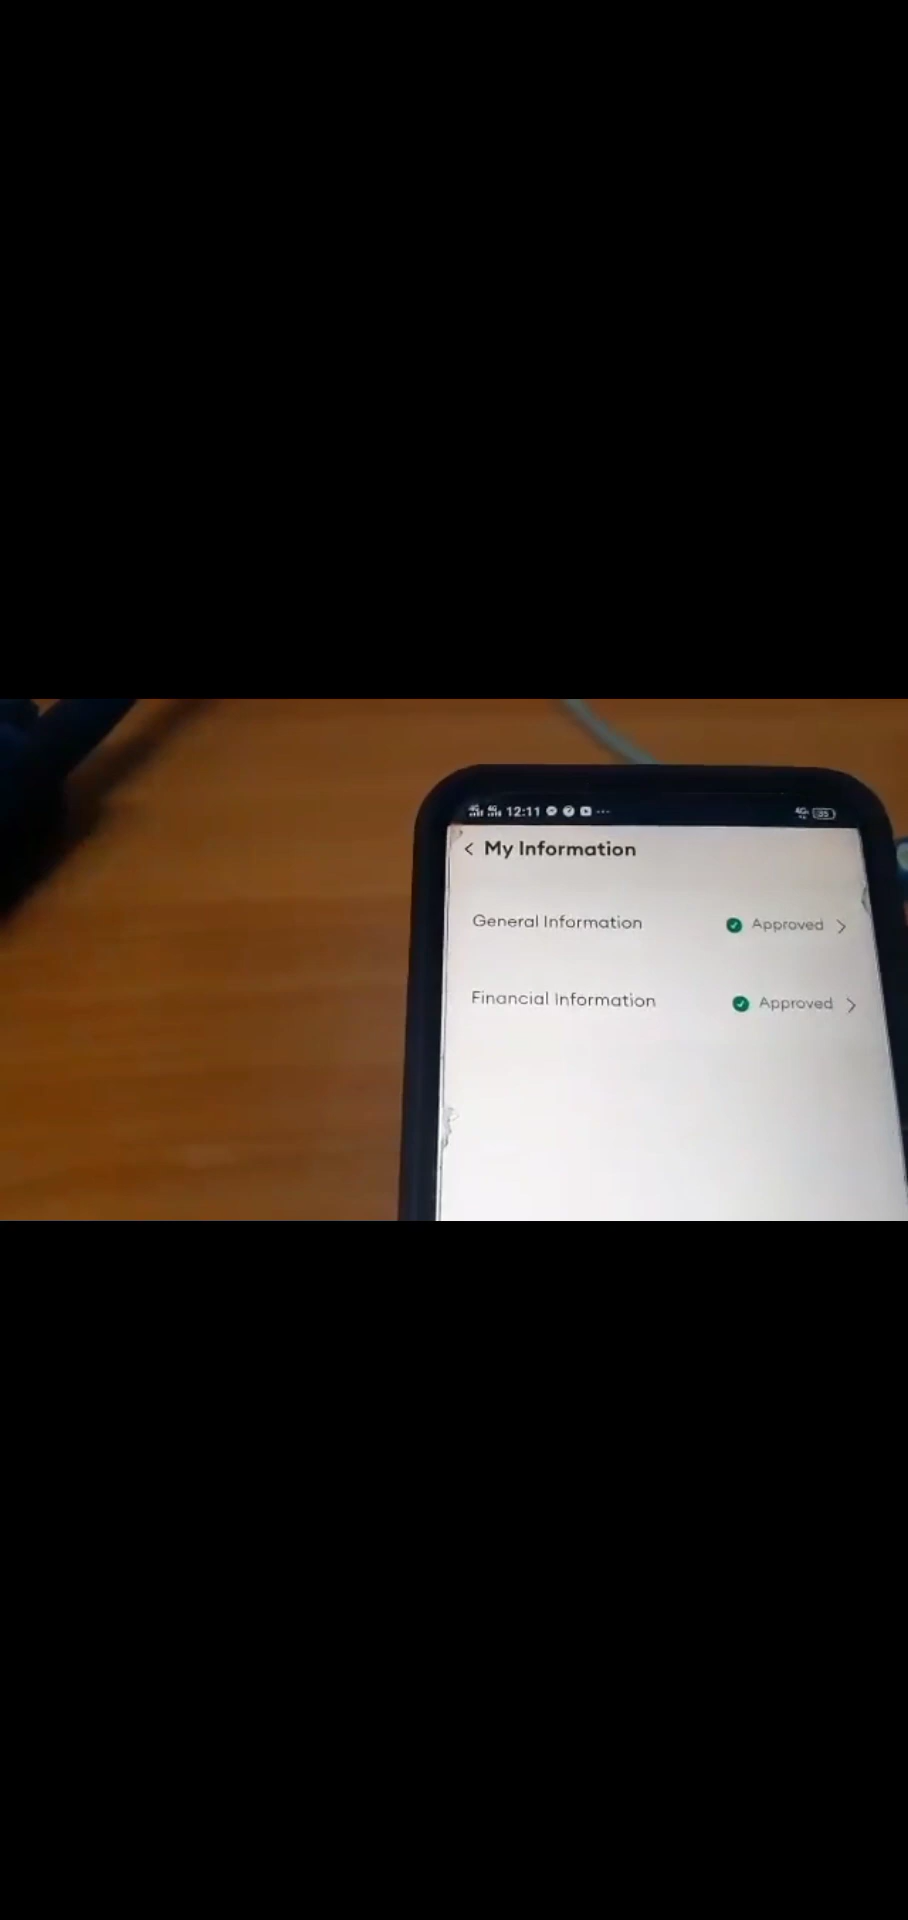 12:11
My Information
General Information Approved
Financial Information Approved